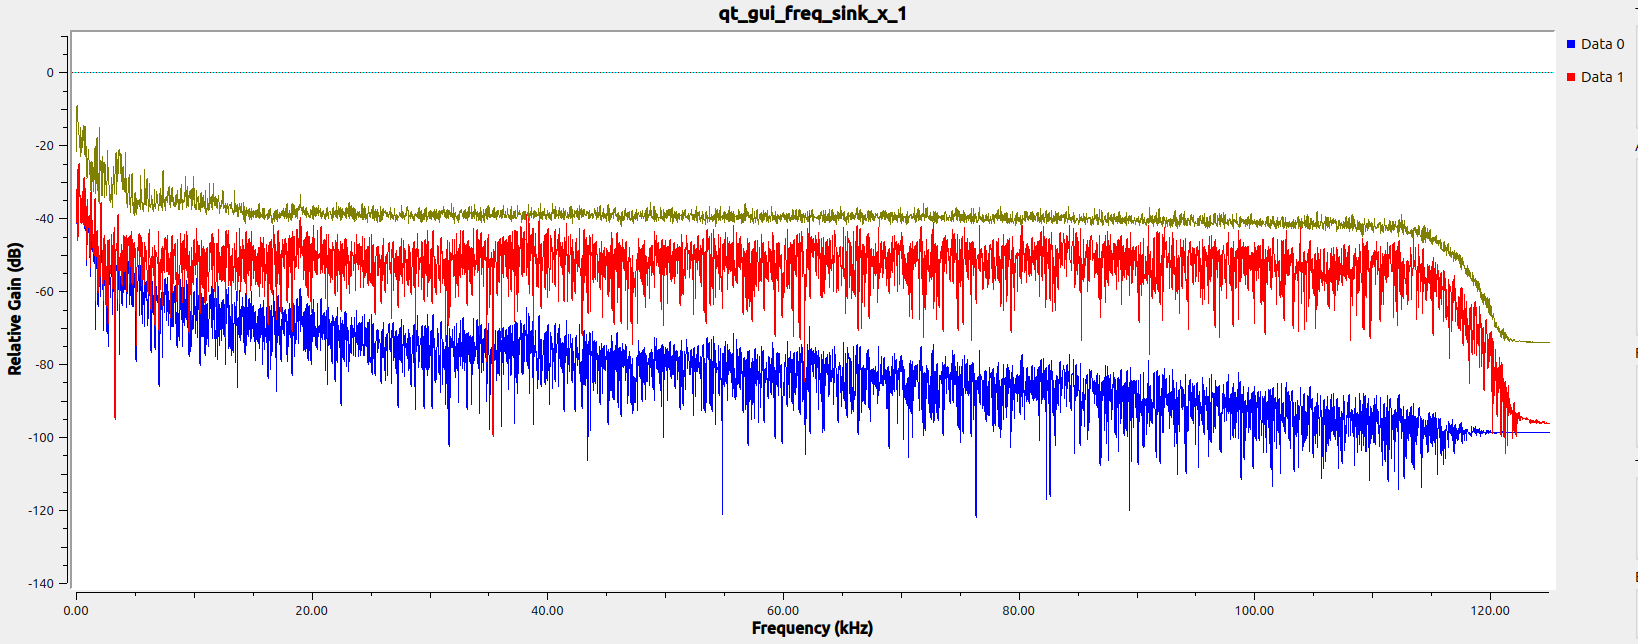 qt_gui_freq_sink_x_1
Data 0
Data 1
Relative Gain (dB)
0
-20
-40
-60
-80
-100
-120
-140
0.00 20.00 40.00 60.00 80.00 100.00 120.00
Frequency (kHz)